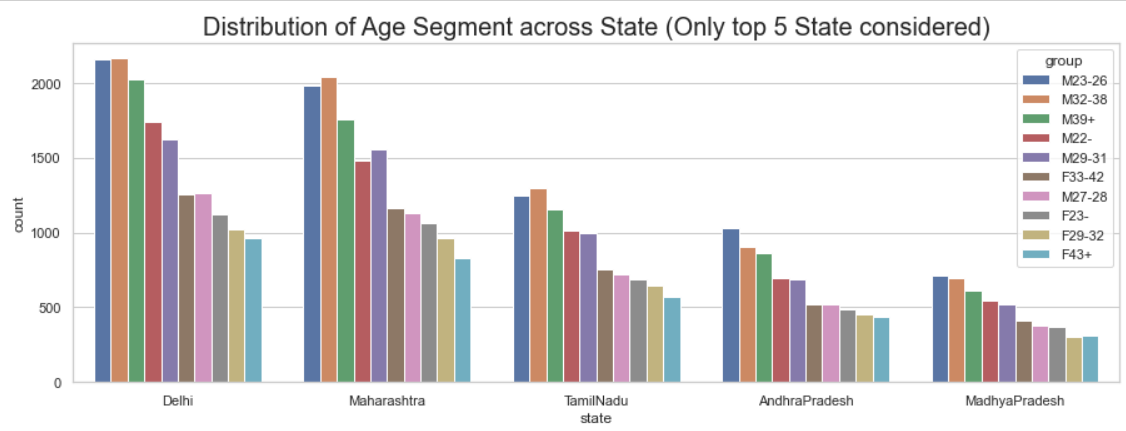 Distribution of Age Segment across State (Only top 5 State considered)
group
M23-26
M32-38
M39+
M22-
M29-31
F33-42
M27-28
F23-
F29-32
F43+
count
2000
1500
1000
500
0
Delhi
Maharashtra
TamilNadu
AndhraPradesh
MadhyaPradesh
state